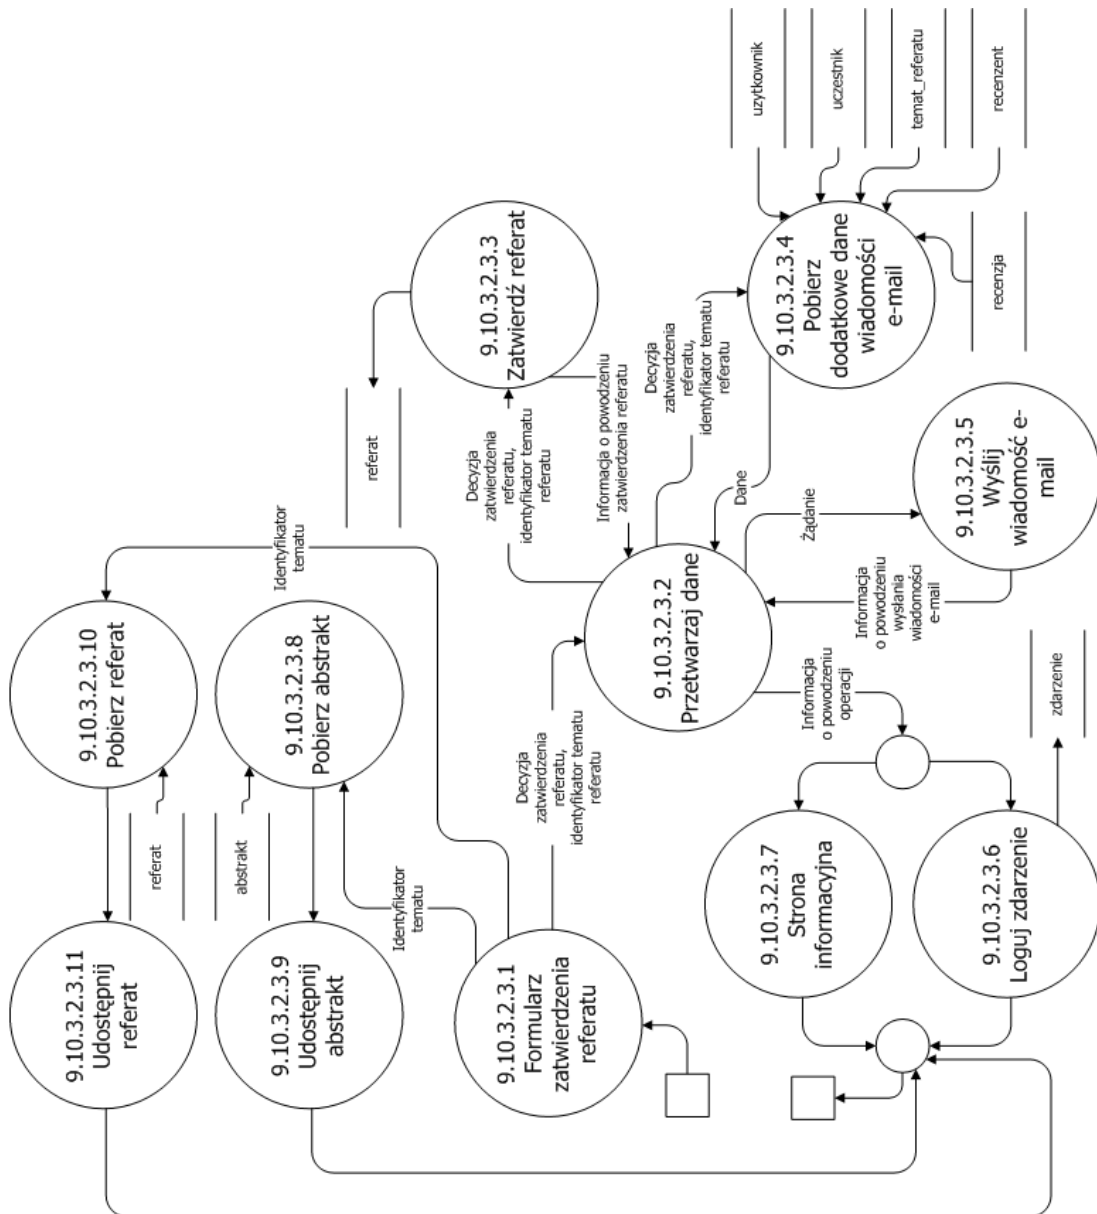 9.10.3.2.3.11
Udostępnij
referat
9.10.3.2.3.10
Pobierz referat
referat
9.10.3.2.3.9
Udostępnij
abstrakt
9.10.3.2.3.8
Pobierz abstrakt
abstrakt
Identyfikator
tematu
Identyfikator
tematu
referat
9.10.3.2.3.1
Formularz
zatwierdzenia
referatu
Decyzja
zatwierdzenia
referatu,
identyfikator tematu
referatu
Decyzja
zatwierdzenia
referatu,
identyfikator tematu
referatu
9.10.3.2.3.3
Zatwierdź referat
Informacja o powodzeniu
zatwierdzenia referatu
9.10.3.2.3.2
Przetwarzaj dane
Decyzja
zatwierdzenia
referatu,
identyfikator tematu
referatu
Dane
9.10.3.2.3.4
Pobierz
dodatkowe dane
wiadomości
e-mail
uzytkownik
uczestnik
temat_referatu
recenzent
recenzja
Żądanie
Informacja
o powodzeniu
wysłania
wiadomości
e-mail
9.10.3.2.3.5
Wyślij
wiadomość e-
mail
Informacja
o powodzeniu
operacji
9.10.3.2.3.7
Strona
informacyjna
9.10.3.2.3.6
Loguj zdarzenie
zdarzenie